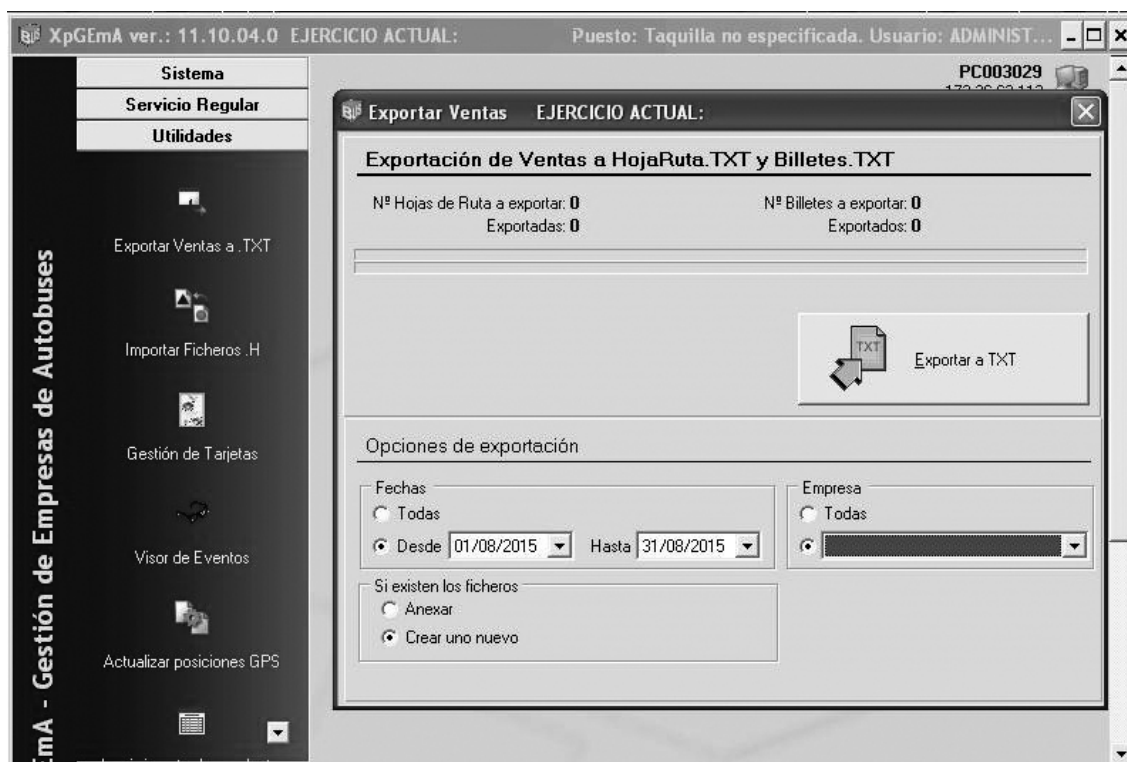 XpGEmA ver.: 11.10.04.0 EJERCICIO ACTUAL: Puesto: Taquilla no especificada. Usuario: ADMINIST...
Sistema
Servicio Regular
Utilidades
Exportar Ventas a .TXT
Importar Ficheros .H
Gestión de Tarjetas
Visor de Eventos
Actualizar posiciones GPS
EmA - Gestión de Empresas de Autobuses
PC003029
Exportar Ventas EJERCICIO ACTUAL:
Exportación de Ventas a HojaRuta.TXT y Billetes.TXT
Nº Hojas de Ruta a exportar: 0 Nº Billetes a exportar: 0
Exportadas: 0 Exportados: 0
TXT
Exportar a TXT
Opciones de exportación
Fechas
Todas
Desde 01/08/2015 Hasta 31/08/2015
Empresa
Todas
Si existen los ficheros
Anexar
Crear uno nuevo